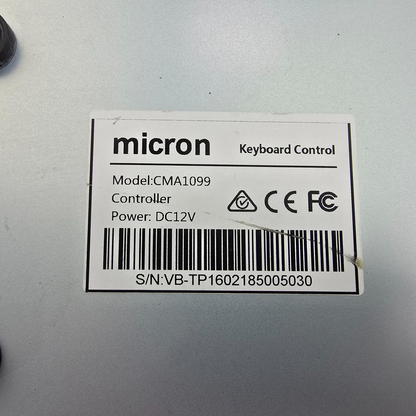 micron Keyboard Control
Model:CMA1099
Controller
Power: DC12V
CE FC
S/N:VB-TP1602185005030